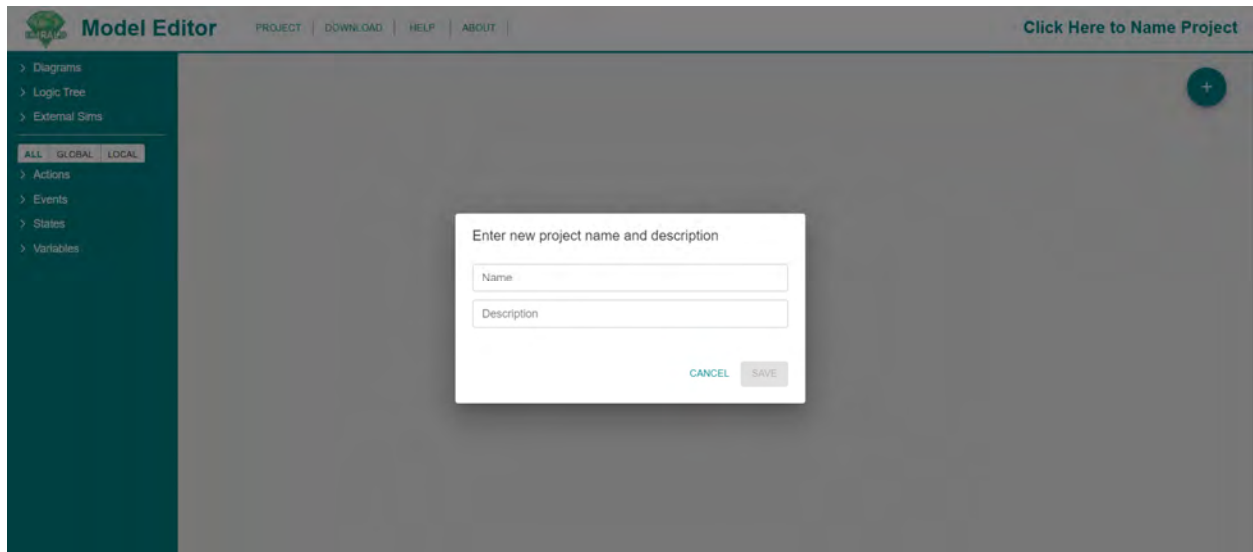 EMRALD
Model Editor
PROJECT | DOWNLOAD | HELP | ABOUT |
Click Here to Name Project
> Diagrams
> Logic Tree
> External Sims
+
ALL GLOBAL LOCAL
> Actions
> Events
> States
> Variables
Enter new project name and description
Name
Description
CANCEL SAVE